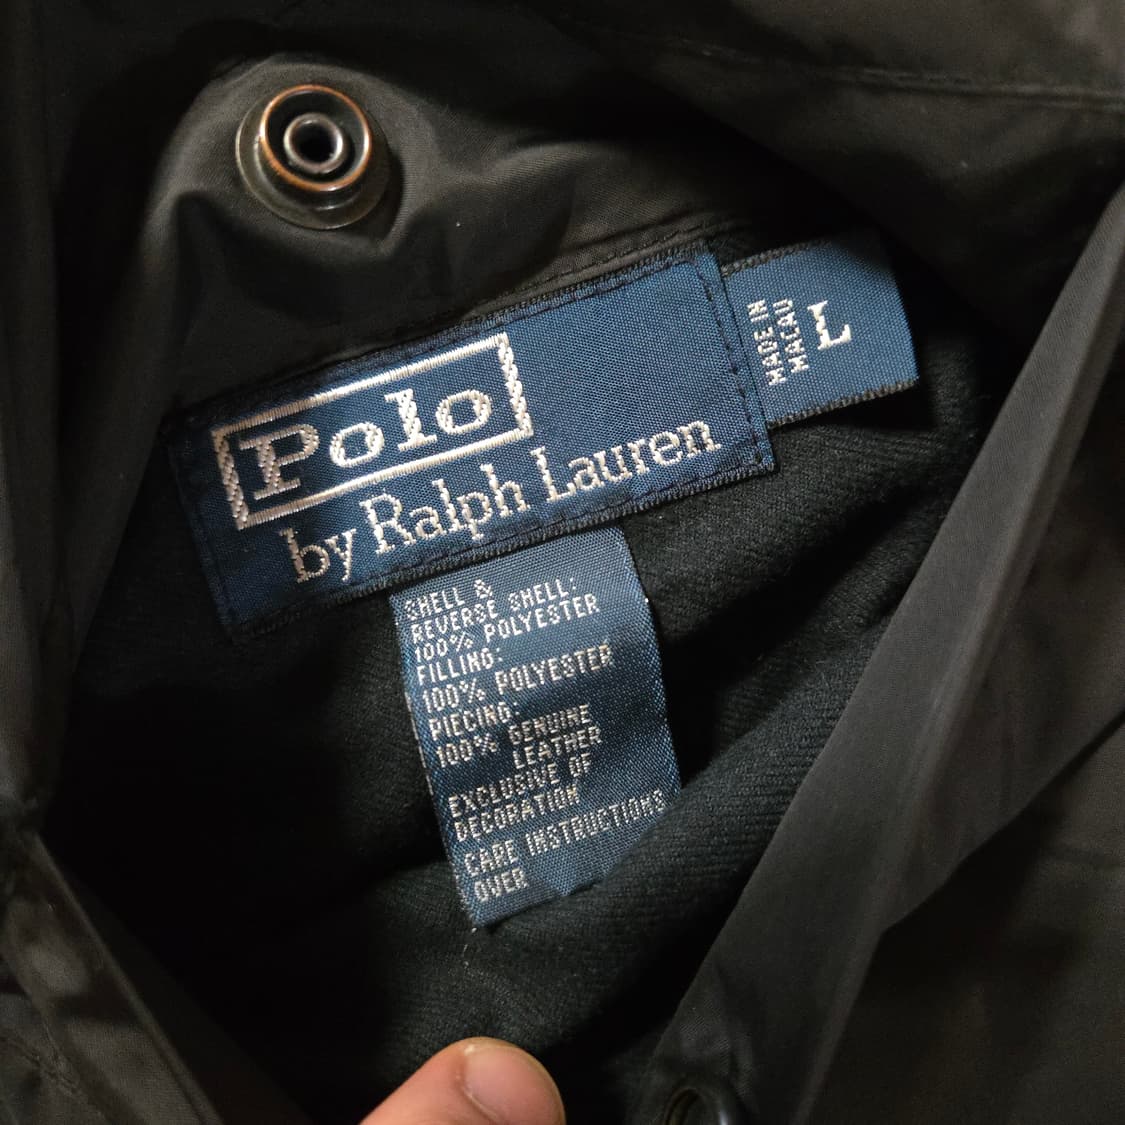 Polo
by Ralph Lauren
MADE IN
MACAU
L
SHELL &
REVERSE SHELL:
100% POLYESTER
FILLING:
100% POLYESTER
PIECING:
100% GENUINE
LEATHER
EXCLUSIVE OF
DECORATION
CARE INSTRUCTIONS
OVER